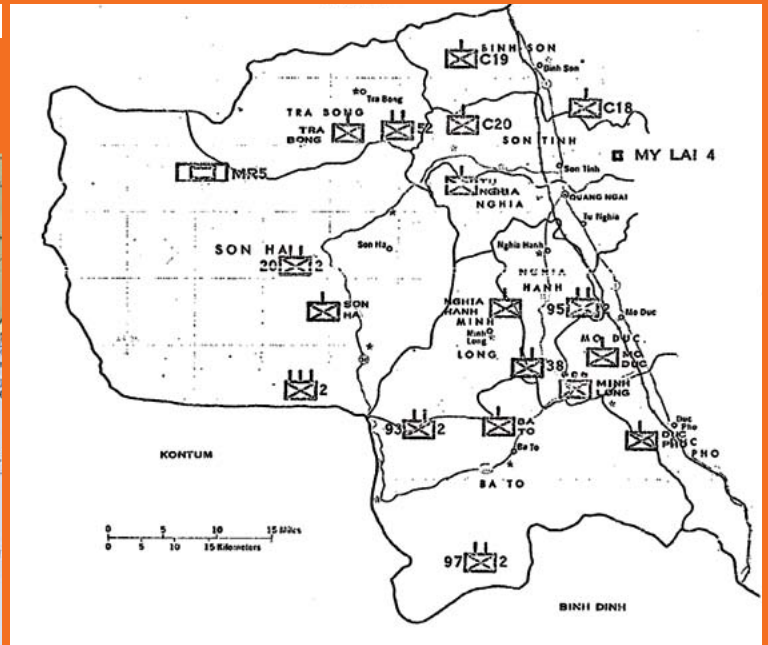 BINH SON
C19
Binh Son
Tra Bong
TRA BONG
C18
TRA
BONG
52
C20
SON TINH
MY LAI 4
MR5
Son Tinh
NGHIA
QUANG NGAI
NGHIA
Tu Nghia
SON HA
Son Ha
Nghia Hanh
20
2
NGHIA
HANH
SON
HA
NGHIA
HANH
95
2
Mo Duc
MINH
Minh
Long
LONG
MO DUC
MO
DUC
38
2
MINH
LONG
93
2
BA
TO
Duc
Pho
DUC
PHO
PHO
KONTUM
Ba To
BA TO
0 5 10 15 Miles
0 5 10 15 Kilometers
97
2
BINH DINH